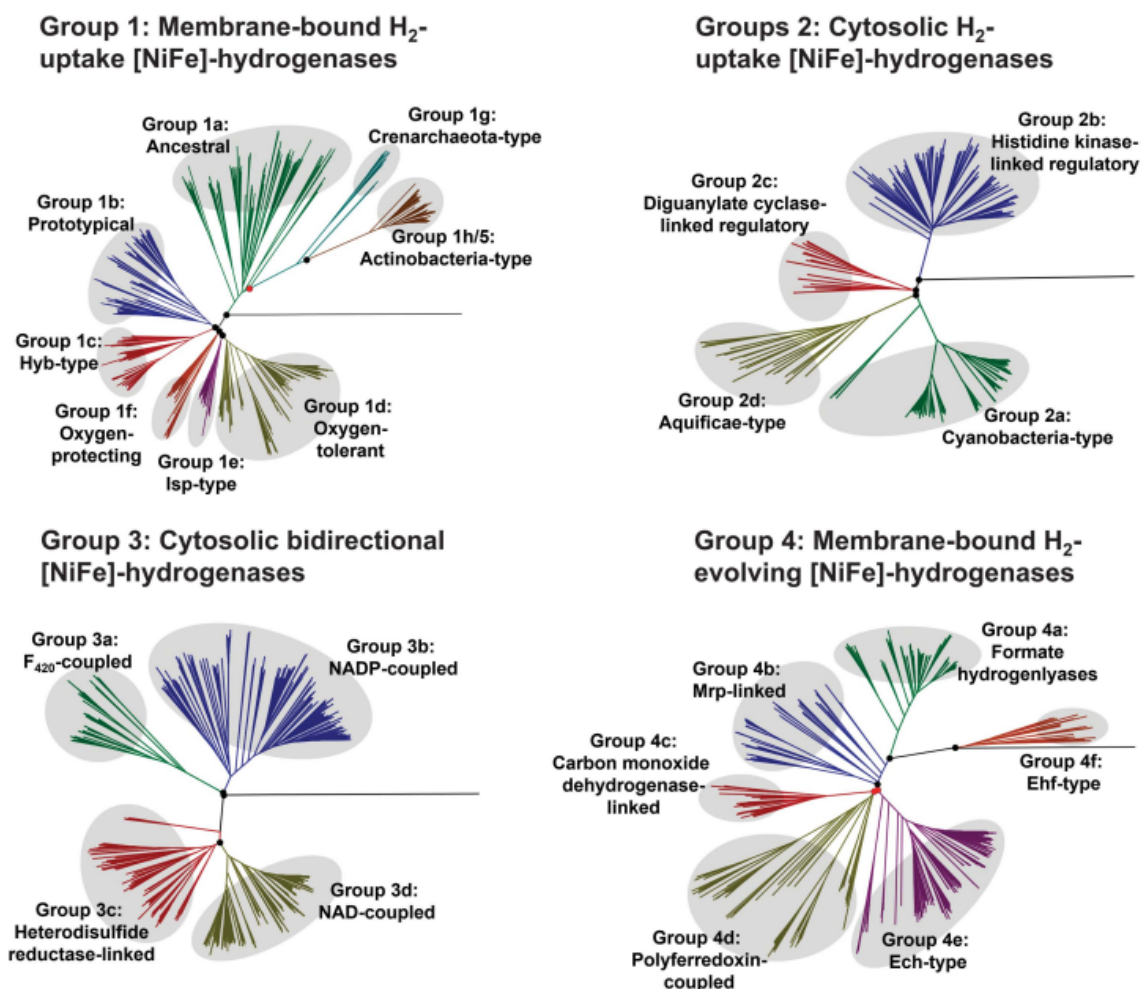 Group 1: Membrane-bound H₂-
uptake [NiFe]-hydrogenases
Group 1a:
Ancestral
Group 1g:
Crenarchaeota-type
Group 1b:
Prototypical
Group 1h/5:
Actinobacteria-type
Group 1c:
Hyb-type
Group 1f:
Oxygen-
protecting
Group 1e:
Isp-type
Group 1d:
Oxygen-
tolerant
Groups 2: Cytosolic H₂-
uptake [NiFe]-hydrogenases
Group 2b:
Histidine kinase-
linked regulatory
Group 2c:
Diguanylate cyclase-
linked regulatory
Group 2d:
Aquificae-type
Group 2a:
Cyanobacteria-type
Group 3: Cytosolic bidirectional
[NiFe]-hydrogenases
Group 3a:
F₄₂₀-coupled
Group 3b:
NADP-coupled
Group 3c:
Heterodisulfide
reductase-linked
Group 3d:
NAD-coupled
Group 4: Membrane-bound H₂-
evolving [NiFe]-hydrogenases
Group 4a:
Formate
hydrogenlyases
Group 4b:
Mrp-linked
Group 4c:
Carbon monoxide
dehydrogenase-
linked
Group 4f:
Ehf-type
Group 4d:
Polyferredoxin-
coupled
Group 4e:
Ech-type